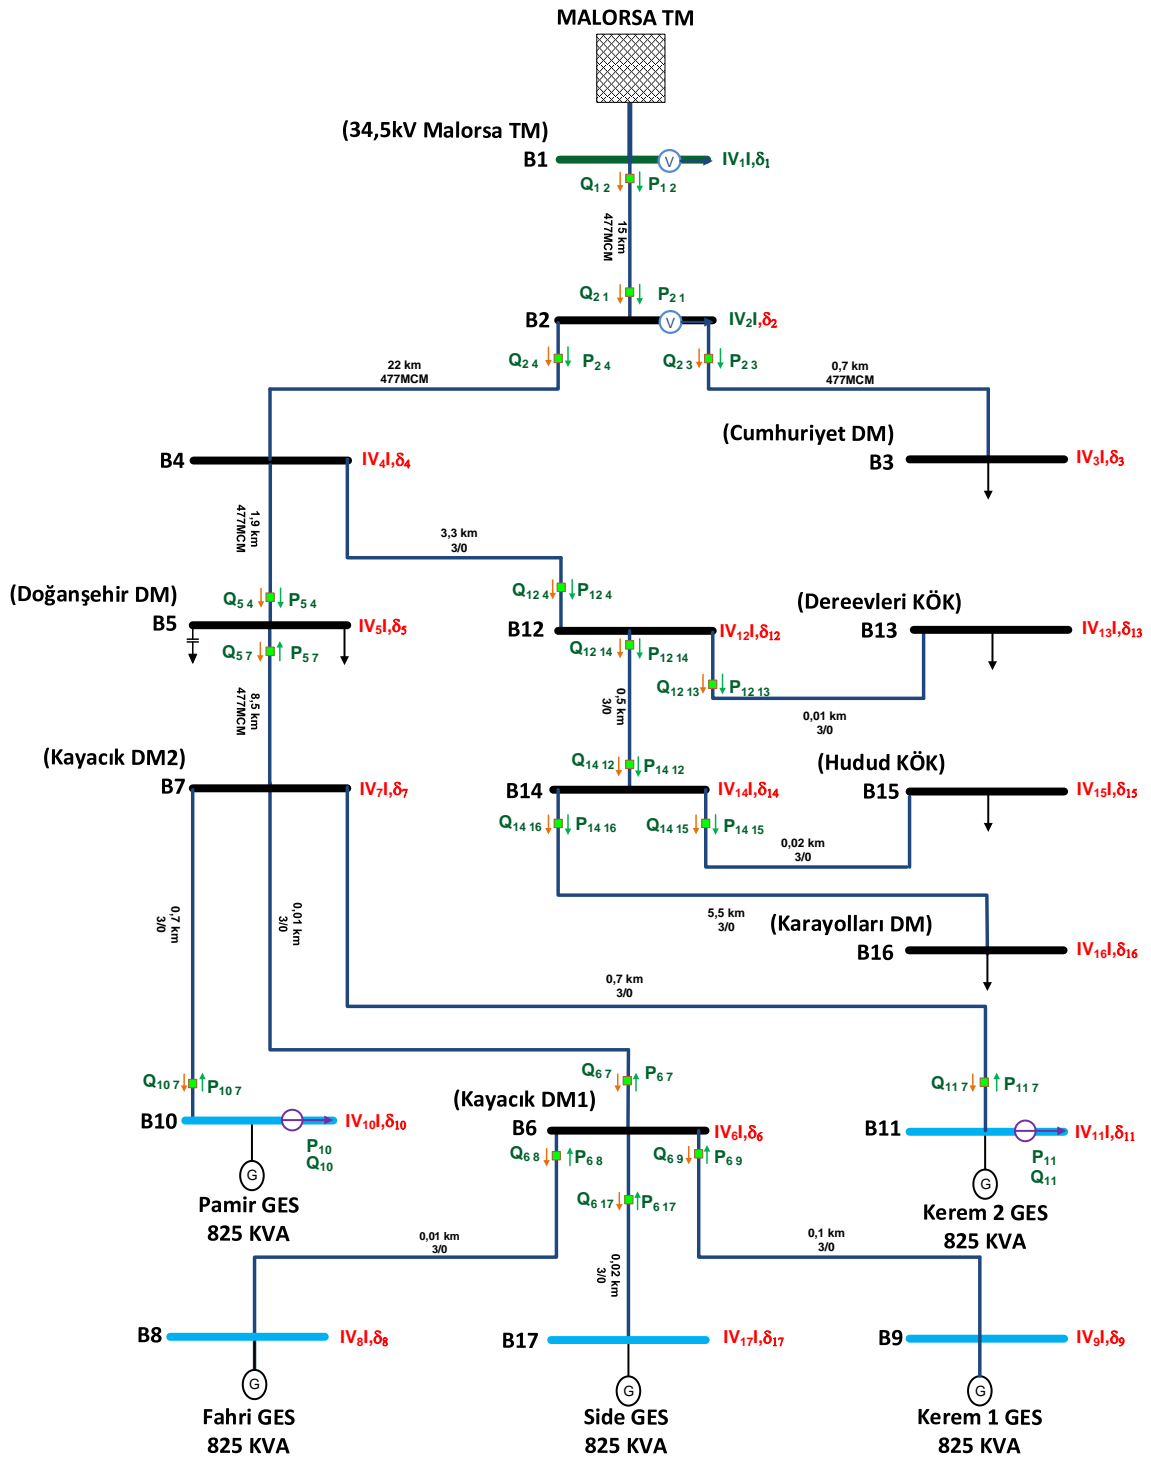 MALORSA TM
(34,5kV Malorsa TM)
B1
V
IV₁I,δ₁
Q₁ ₂
P₁ ₂
15 km
477MCM
Q₂ ₁
P₂ ₁
B2
V
IV₂I,δ₂
Q₂ ₄
P₂ ₄
Q₂ ₃
P₂ ₃
22 km
477MCM
0,7 km
477MCM
(Cumhuriyet DM)
B3
IV₃I,δ₃
B4
IV₄I,δ₄
1,9 km
477MCM
3,3 km
3/0
Q₁₂ ₄
P₁₂ ₄
(Doğanşehir DM)
Q₅ ₄
P₅ ₄
B5
IV₅I,δ₅
Q₅ ₇
P₅ ₇
(Dereevleri KÖK)
B12
IV₁₂I,δ₁₂
B13
IV₁₃I,δ₁₃
Q₁₂ ₁₄
P₁₂ ₁₄
Q₁₂ ₁₃
P₁₂ ₁₃
8,5 km
477MCM
0,5 km
3/0
0,01 km
3/0
(Kayacık DM2)
B7
IV₇I,δ₇
Q₁₄ ₁₂
P₁₄ ₁₂
(Hudud KÖK)
B14
IV₁₄I,δ₁₄
B15
IV₁₅I,δ₁₅
Q₁₄ ₁₆
P₁₄ ₁₆
Q₁₄ ₁₅
P₁₄ ₁₅
0,02 km
3/0
0,7 km
3/0
0,01 km
3/0
5,5 km
3/0
(Karayolları DM)
B16
IV₁₆I,δ₁₆
0,7 km
3/0
Q₁₀ ₇
P₁₀ ₇
Q₆ ₇
P₆ ₇
Q₁₁ ₇
P₁₁ ₇
(Kayacık DM1)
B10
IV₁₀I,δ₁₀
P₁₀
Q₁₀
B6
IV₆I,δ₆
B11
IV₁₁I,δ₁₁
P₁₁
Q₁₁
Q₆ ₈
P₆ ₈
Q₆ ₉
P₆ ₉
Q₆ ₁₇
P₆ ₁₇
G
Pamir GES
825 KVA
G
Kerem 2 GES
825 KVA
0,01 km
3/0
0,02 km
3/0
0,1 km
3/0
B8
IV₈I,δ₈
B17
IV₁₇I,δ₁₇
B9
IV₉I,δ₉
G
Fahri GES
825 KVA
G
Side GES
825 KVA
G
Kerem 1 GES
825 KVA